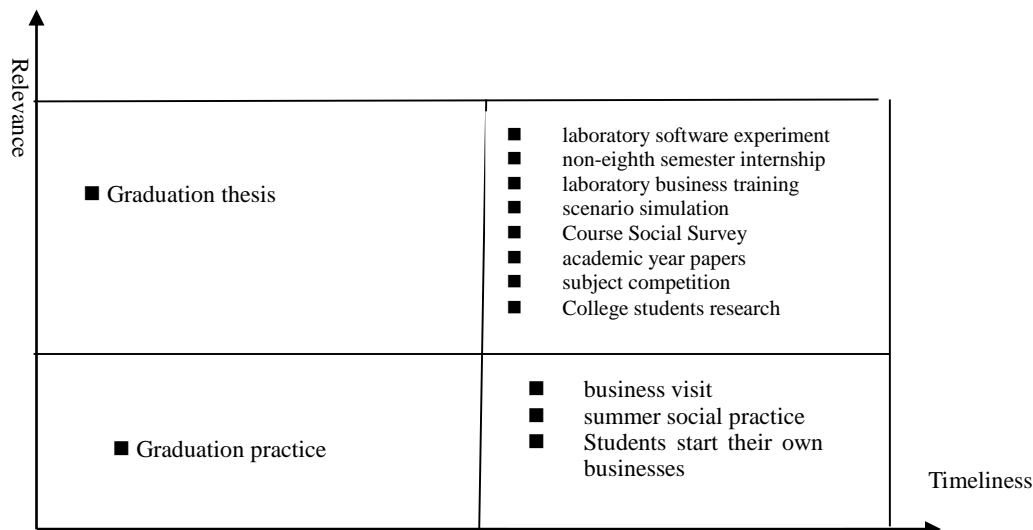 Relevance
■ Graduation thesis
■ laboratory software experiment
■ non-eighth semester internship
■ laboratory business training
■ scenario simulation
■ Course Social Survey
■ academic year papers
■ subject competition
■ College students research
■ Graduation practice
■ business visit
■ summer social practice
■ Students start their own
businesses
Timeliness